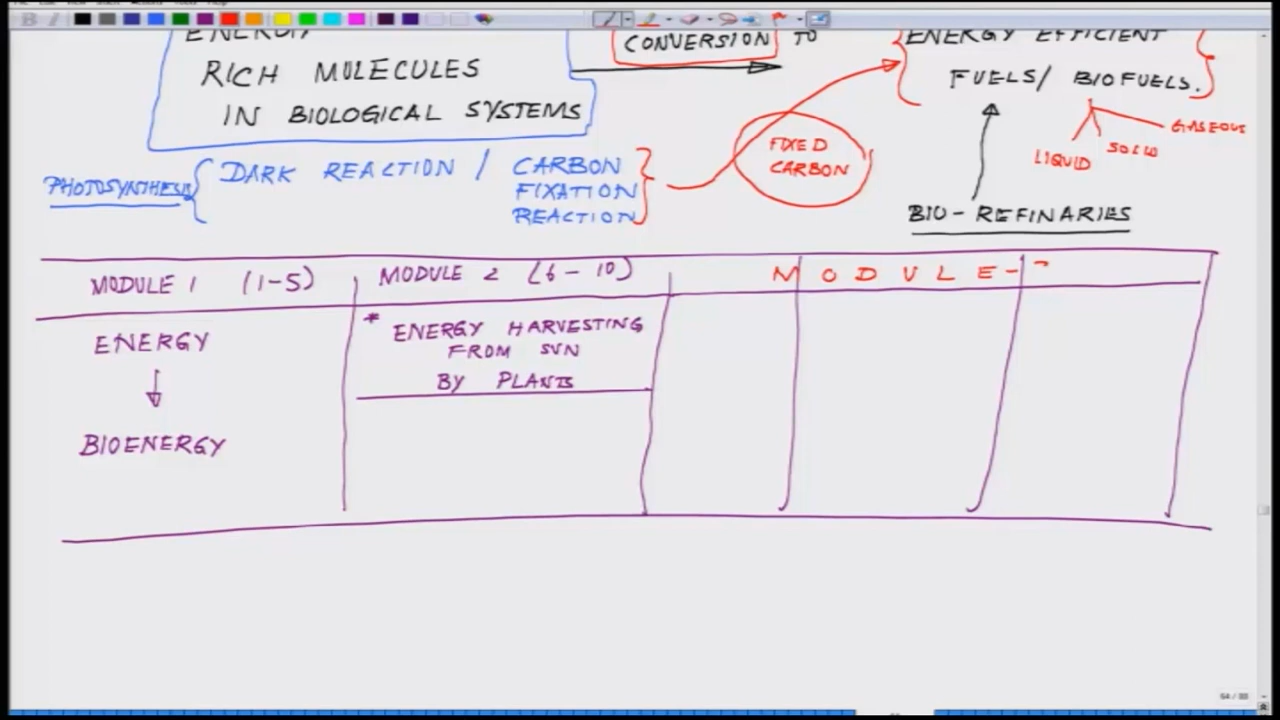 ENERGY
RICH MOLECULES
IN BIOLOGICAL SYSTEMS
CONVERSION TO
ENERGY EFFICIENT
FUELS/ BIOFUELS.
LIQUID
SOLID
GASEOUS
PHOTOSYNTHESIS
DARK REACTION / CARBON
FIXATION
REACTION
FIXED
CARBON
BIO-REFINARIES
MODULE 1 (1-5)
MODULE 2 (6-10)
MODULE-
ENERGY
BIOENERGY
* ENERGY HARVESTING
FROM SUN
BY PLANTS